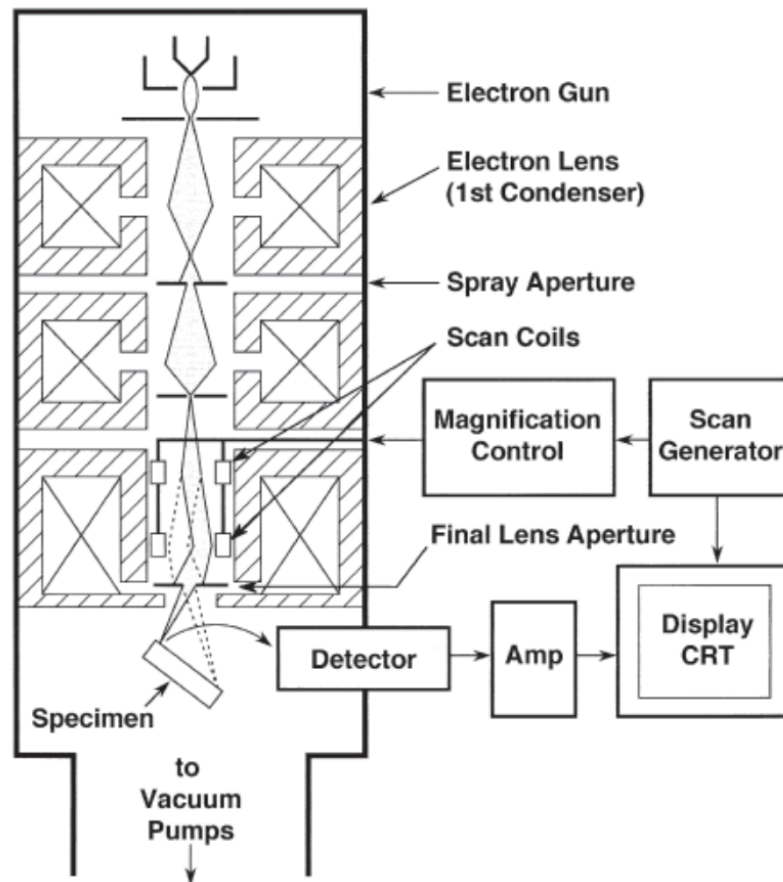 Electron Gun
Electron Lens
(1st Condenser)
Spray Aperture
Scan Coils
Magnification
Control
Scan
Generator
Final Lens Aperture
Display
CRT
Detector
Amp
Specimen
to
Vacuum
Pumps